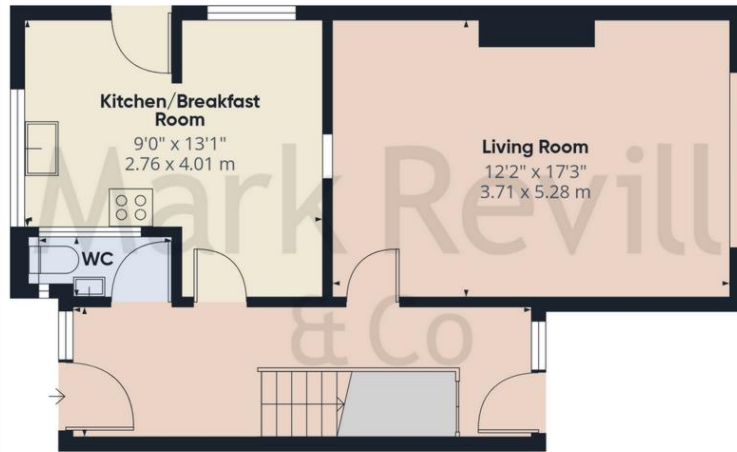 Kitchen/Breakfast
Room
9'0" x 13'1"
2.76 x 4.01 m
Living Room
12'2" x 17'3"
3.71 x 5.28 m
Mark Revill
& Co
WC